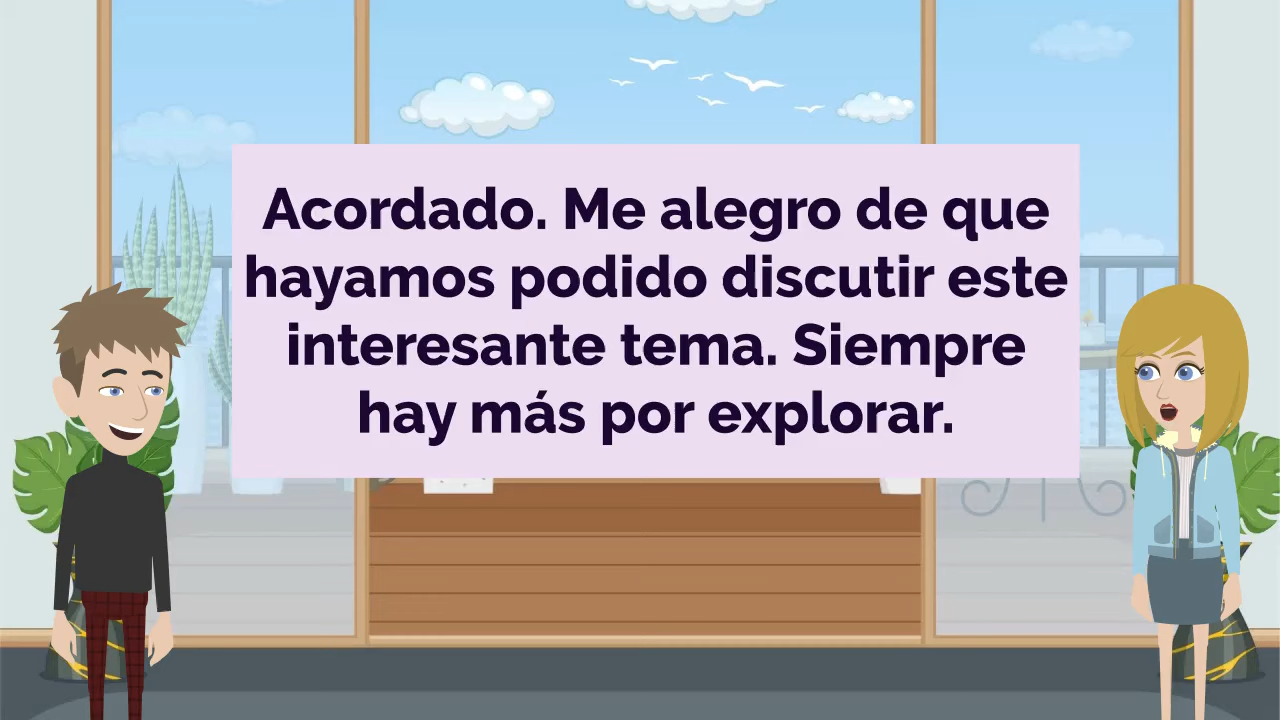 Acordado. Me alegro de que
hayamos podido discutir este
interesante tema. Siempre
hay más por explorar.